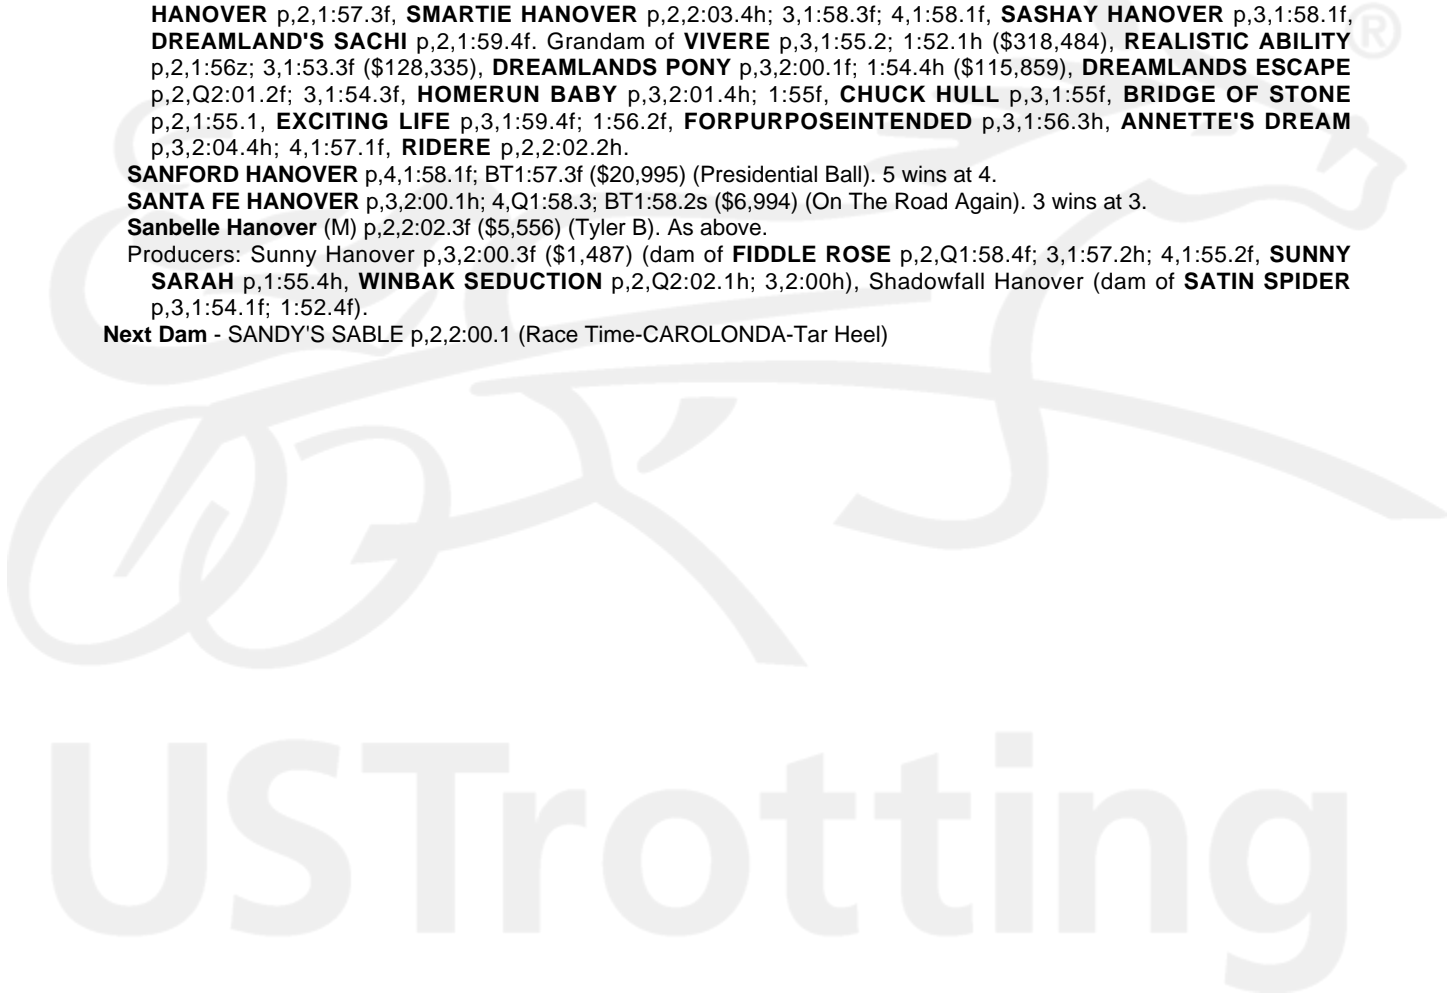 HANOVER p,2,1:57.3f, SMARTIE HANOVER p,2,2:03.4h; 3,1:58.3f; 4,1:58.1f, SASHAY HANOVER p,3,1:58.1f,
DREAMLAND'S SACHI p,2,1:59.4f. Grandam of VIVERE p,3,1:55.2; 1:52.1h ($318,484), REALISTIC ABILITY
p,2,1:56z; 3,1:53.3f ($128,335), DREAMLANDS PONY p,3,2:00.1f; 1:54.4h ($115,859), DREAMLANDS ESCAPE
p,2,Q2:01.2f; 3,1:54.3f, HOMERUN BABY p,3,2:01.4h; 1:55f, CHUCK HULL p,3,1:55f, BRIDGE OF STONE
p,2,1:55.1, EXCITING LIFE p,3,1:59.4f; 1:56.2f, FORPURPOSEINTENDED p,3,1:56.3h, ANNETTE'S DREAM
p,3,2:04.4h; 4,1:57.1f, RIDERE p,2,2:02.2h.
SANFORD HANOVER p,4,1:58.1f; BT1:57.3f ($20,995) (Presidential Ball). 5 wins at 4.
SANTA FE HANOVER p,3,2:00.1h; 4,Q1:58.3; BT1:58.2s ($6,994) (On The Road Again). 3 wins at 3.
Sanbelle Hanover (M) p,2,2:02.3f ($5,556) (Tyler B). As above.
Producers: Sunny Hanover p,3,2:00.3f ($1,487) (dam of FIDDLE ROSE p,2,Q1:58.4f; 3,1:57.2h; 4,1:55.2f, SUNNY
SARAH p,1:55.4h, WINBAK SEDUCTION p,2,Q2:02.1h; 3,2:00h), Shadowfall Hanover (dam of SATIN SPIDER
p,3,1:54.1f; 1:52.4f).
Next Dam - SANDY'S SABLE p,2,2:00.1 (Race Time-CAROLONDA-Tar Heel)
®
USTrotting